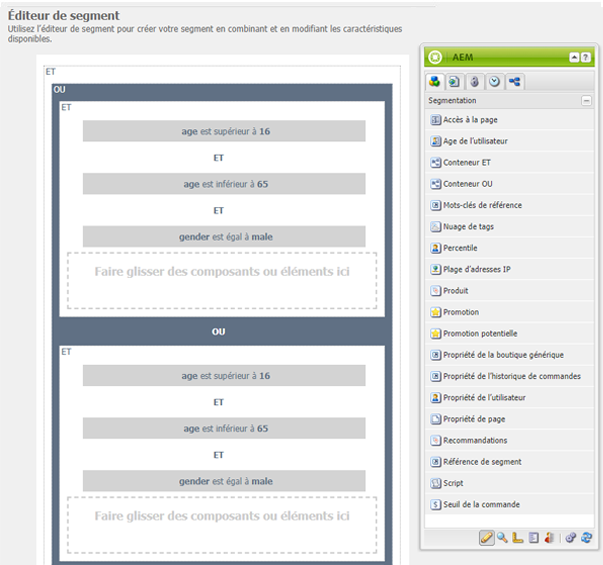 Éditeur de segment
Utilisez l'éditeur de segment pour créer votre segment en combinant et en modifiant les caractéristiques
disponibles.
ET
OU
ET
age est supérieur à 16
ET
age est inférieur à 65
ET
gender est égal à male
Faire glisser des composants ou éléments ici
OU
ET
age est supérieur à 16
ET
age est inférieur à 65
ET
gender est égal à male
Faire glisser des composants ou éléments ici
AEM
Segmentation
Accès à la page
Age de l'utilisateur
Conteneur ET
Conteneur OU
Mots-clés de référence
Nuage de tags
Percentile
Plage d'adresses IP
Produit
Promotion
Promotion potentielle
Propriété de la boutique générique
Propriété de l'historique de commandes
Propriété de l'utilisateur
Propriété de page
Recommandations
Référence de segment
Script
Seuil de la commande